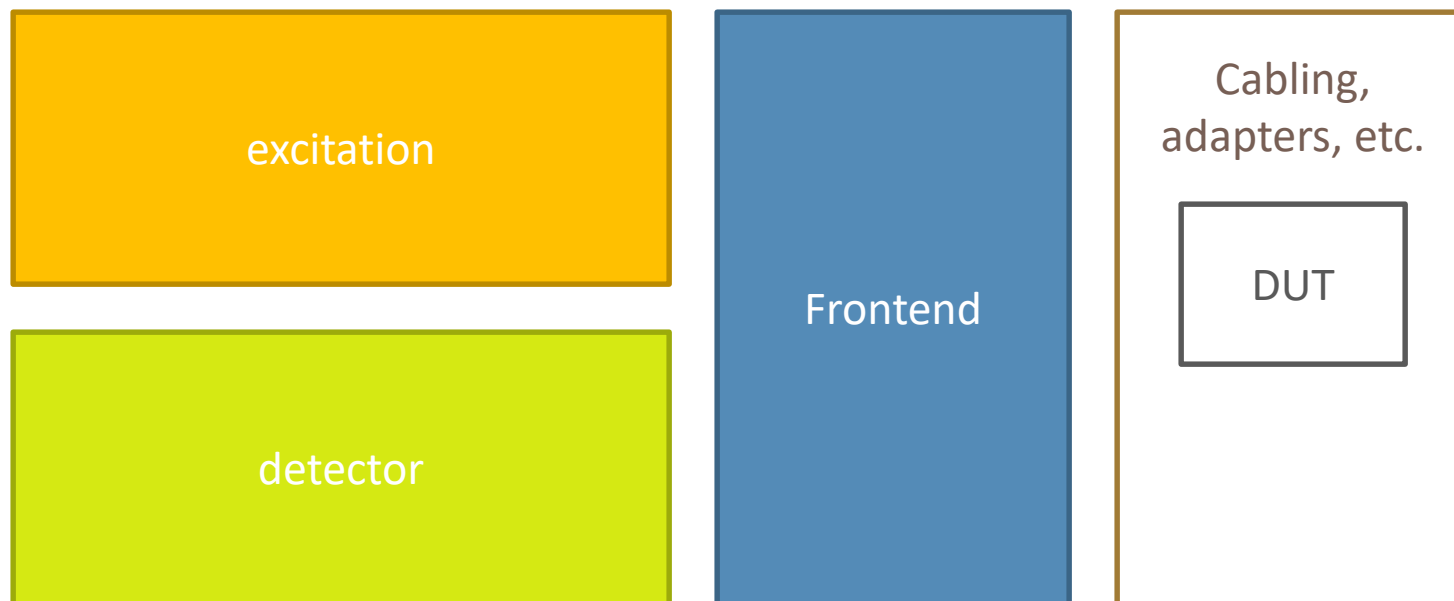 excitation
detector
Frontend
Cabling,
adapters, etc.
DUT